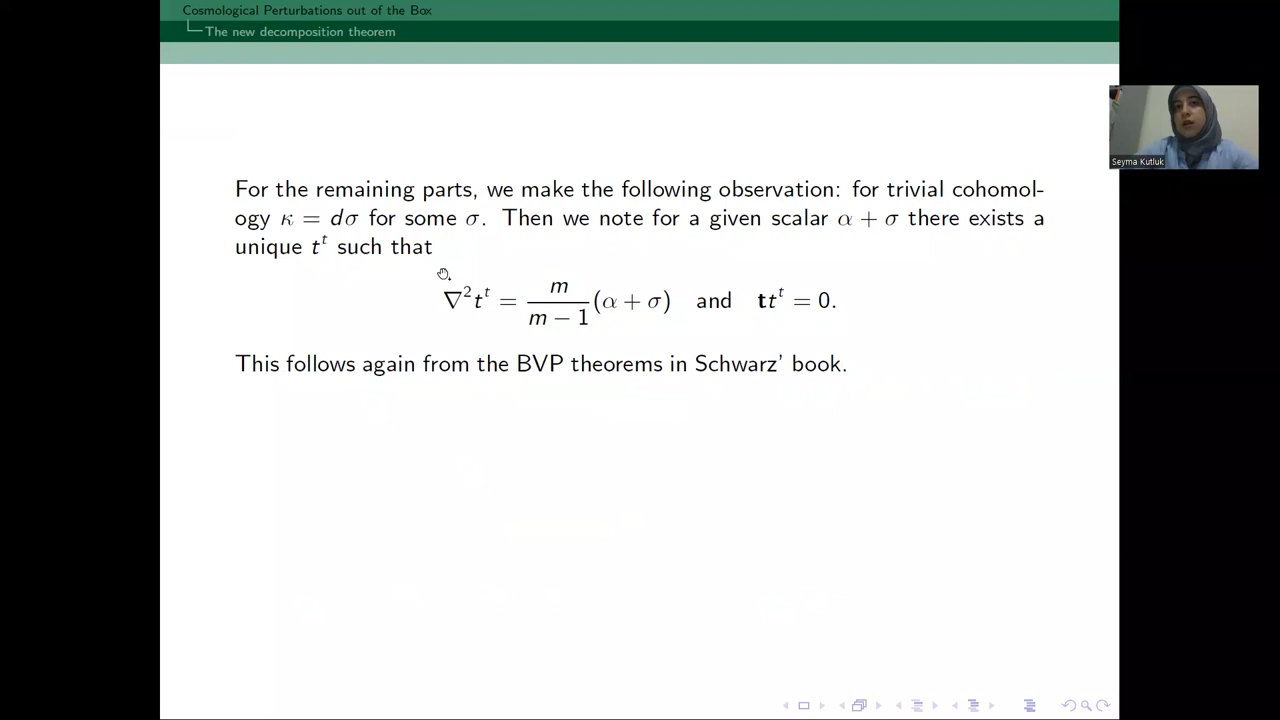 Cosmological Perturbations out of the Box
The new decomposition theorem
For the remaining parts, we make the following observation: for trivial cohomol-
ogy κ = dσ for some σ. Then we note for a given scalar α + σ there exists a
unique t^t such that
∇²t^t = m/(m − 1) (α + σ) and 𝐭t^t = 0.
This follows again from the BVP theorems in Schwarz' book.
Seyma Kutluk